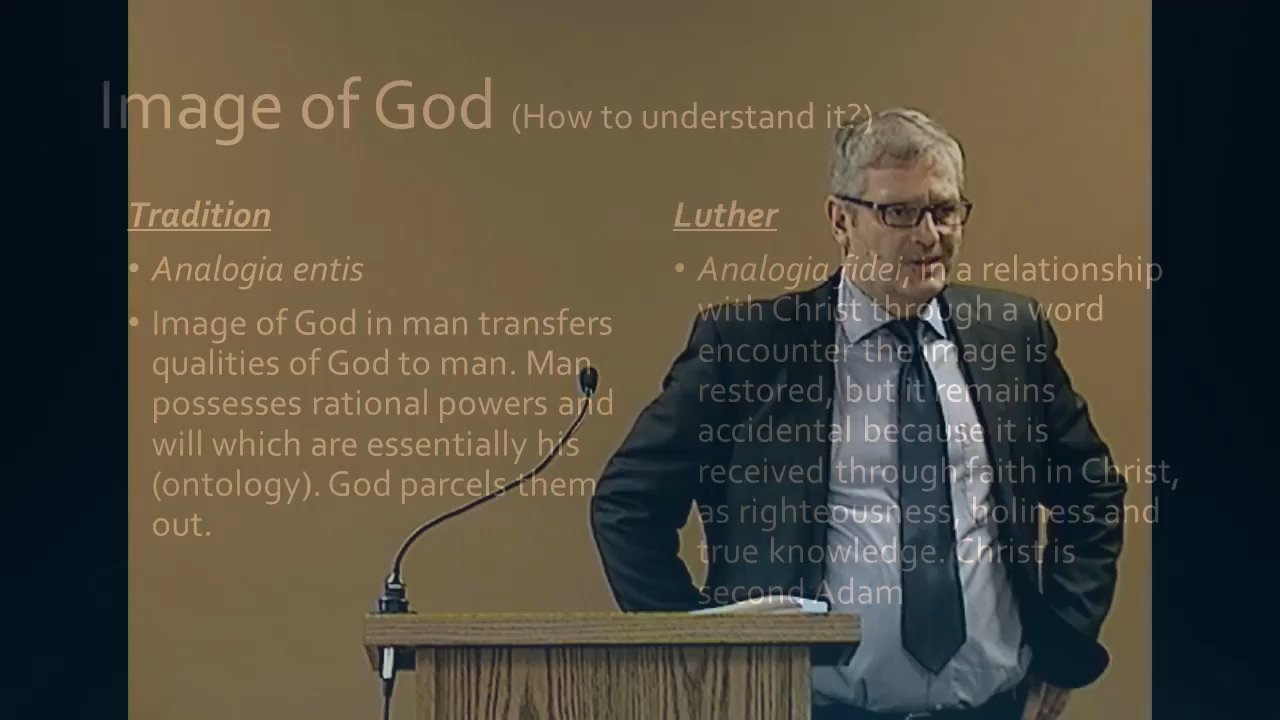 Image of God (How to understand it?)
Tradition
• Analogia entis
• Image of God in man transfers
qualities of God to man. Man
possesses rational powers and
will which are essentially his
(ontology). God parcels them
out.
Luther
• Analogia fidei, a relationship
with Christ through a word
encounter the image is
restored, but it remains
accidental because it is
received through faith in Christ,
as righteousness, holiness and
true knowledge. Christ is
second Adam